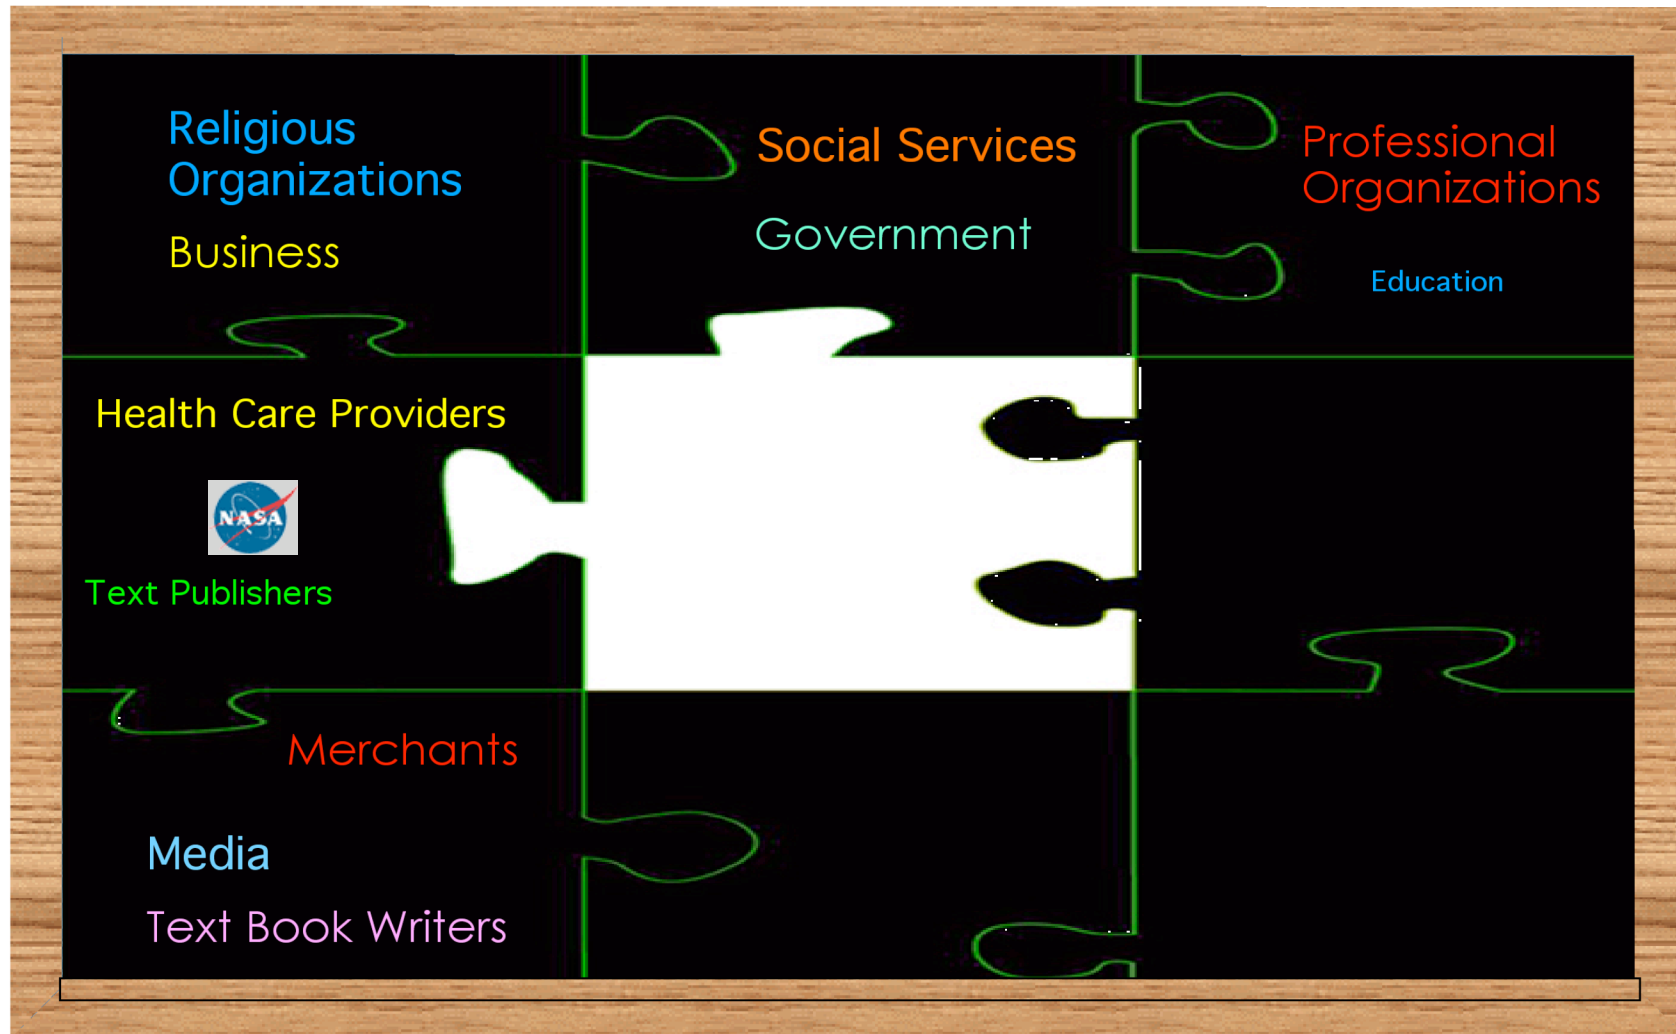 Religious
Organizations
Business
Social Services
Government
Professional
Organizations
Education
Health Care Providers
NASA
Text Publishers
Merchants
Media
Text Book Writers